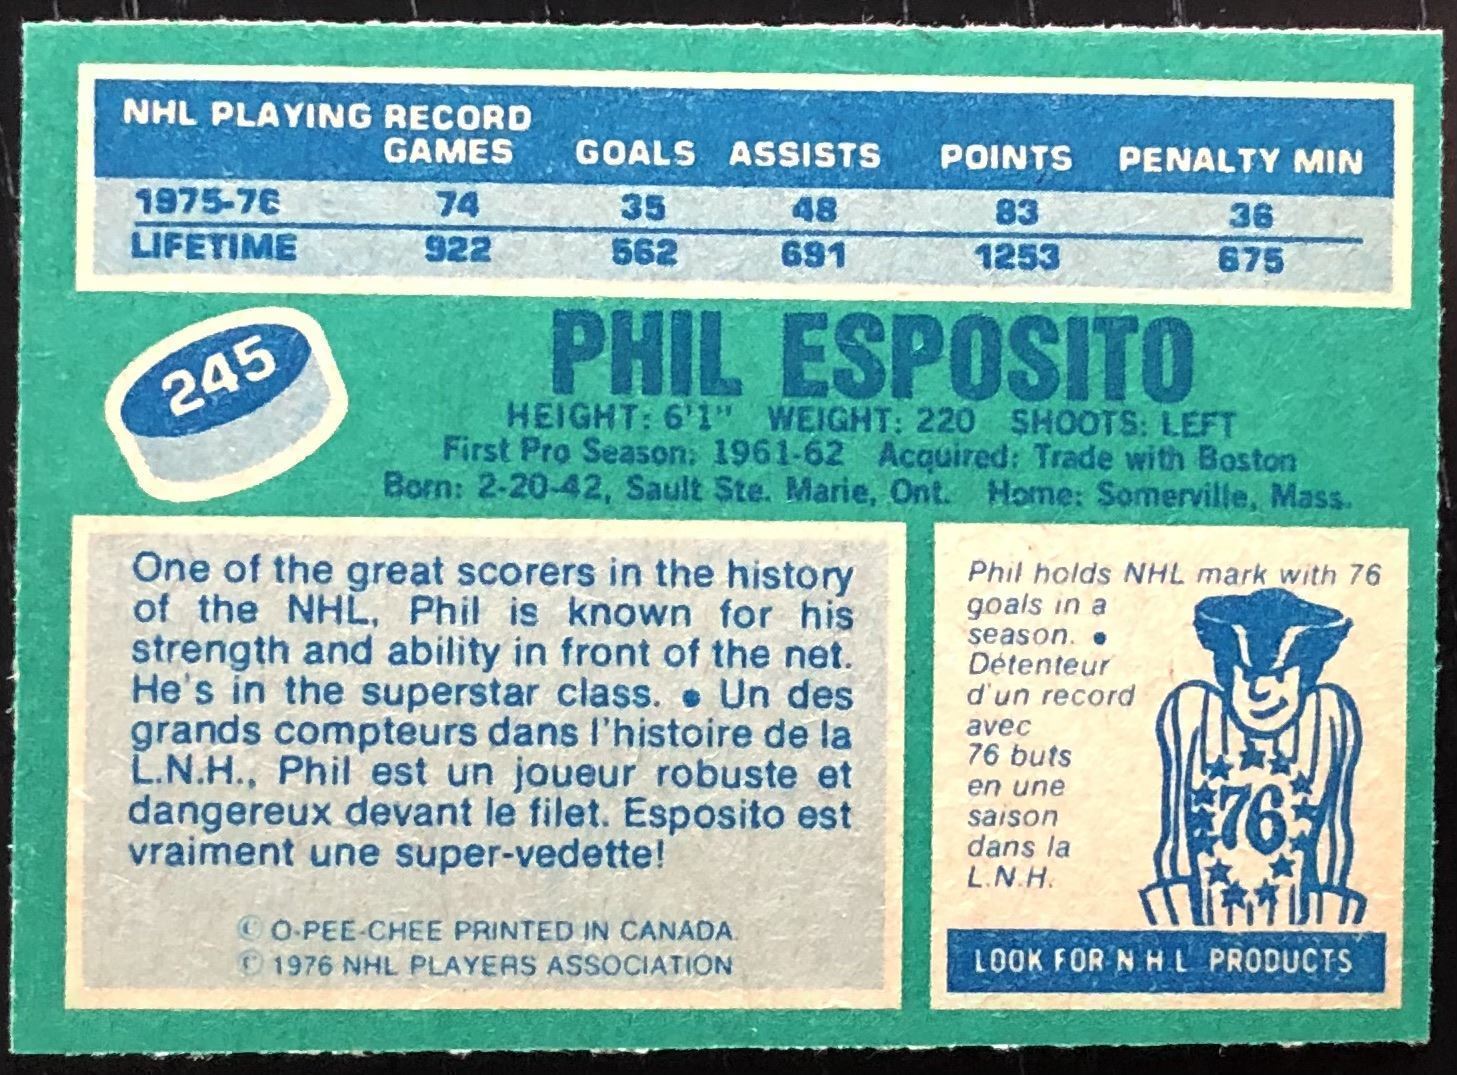 NHL PLAYING RECORD
GAMES GOALS ASSISTS POINTS PENALTY MIN
1975-76 74 35 48 83 36
LIFETIME 922 562 691 1253 675
245
PHIL ESPOSITO
HEIGHT: 6'1" WEIGHT: 220 SHOOTS: LEFT
First Pro Season: 1961-62 Acquired: Trade with Boston
Born: 2-20-42, Sault Ste. Marie, Ont. Home: Somerville, Mass.
One of the great scorers in the history
of the NHL, Phil is known for his
strength and ability in front of the net.
He's in the superstar class. • Un des
grands compteurs dans l'histoire de la
L.N.H., Phil est un joueur robuste et
dangereux devant le filet. Esposito est
vraiment une super-vedette!
© O-PEE-CHEE PRINTED IN CANADA
© 1976 NHL PLAYERS ASSOCIATION
Phil holds NHL mark with 76
goals in a
season. •
Détenteur
d'un record
avec
76 buts
en une
saison
dans la
L.N.H.
76
LOOK FOR N H L PRODUCTS